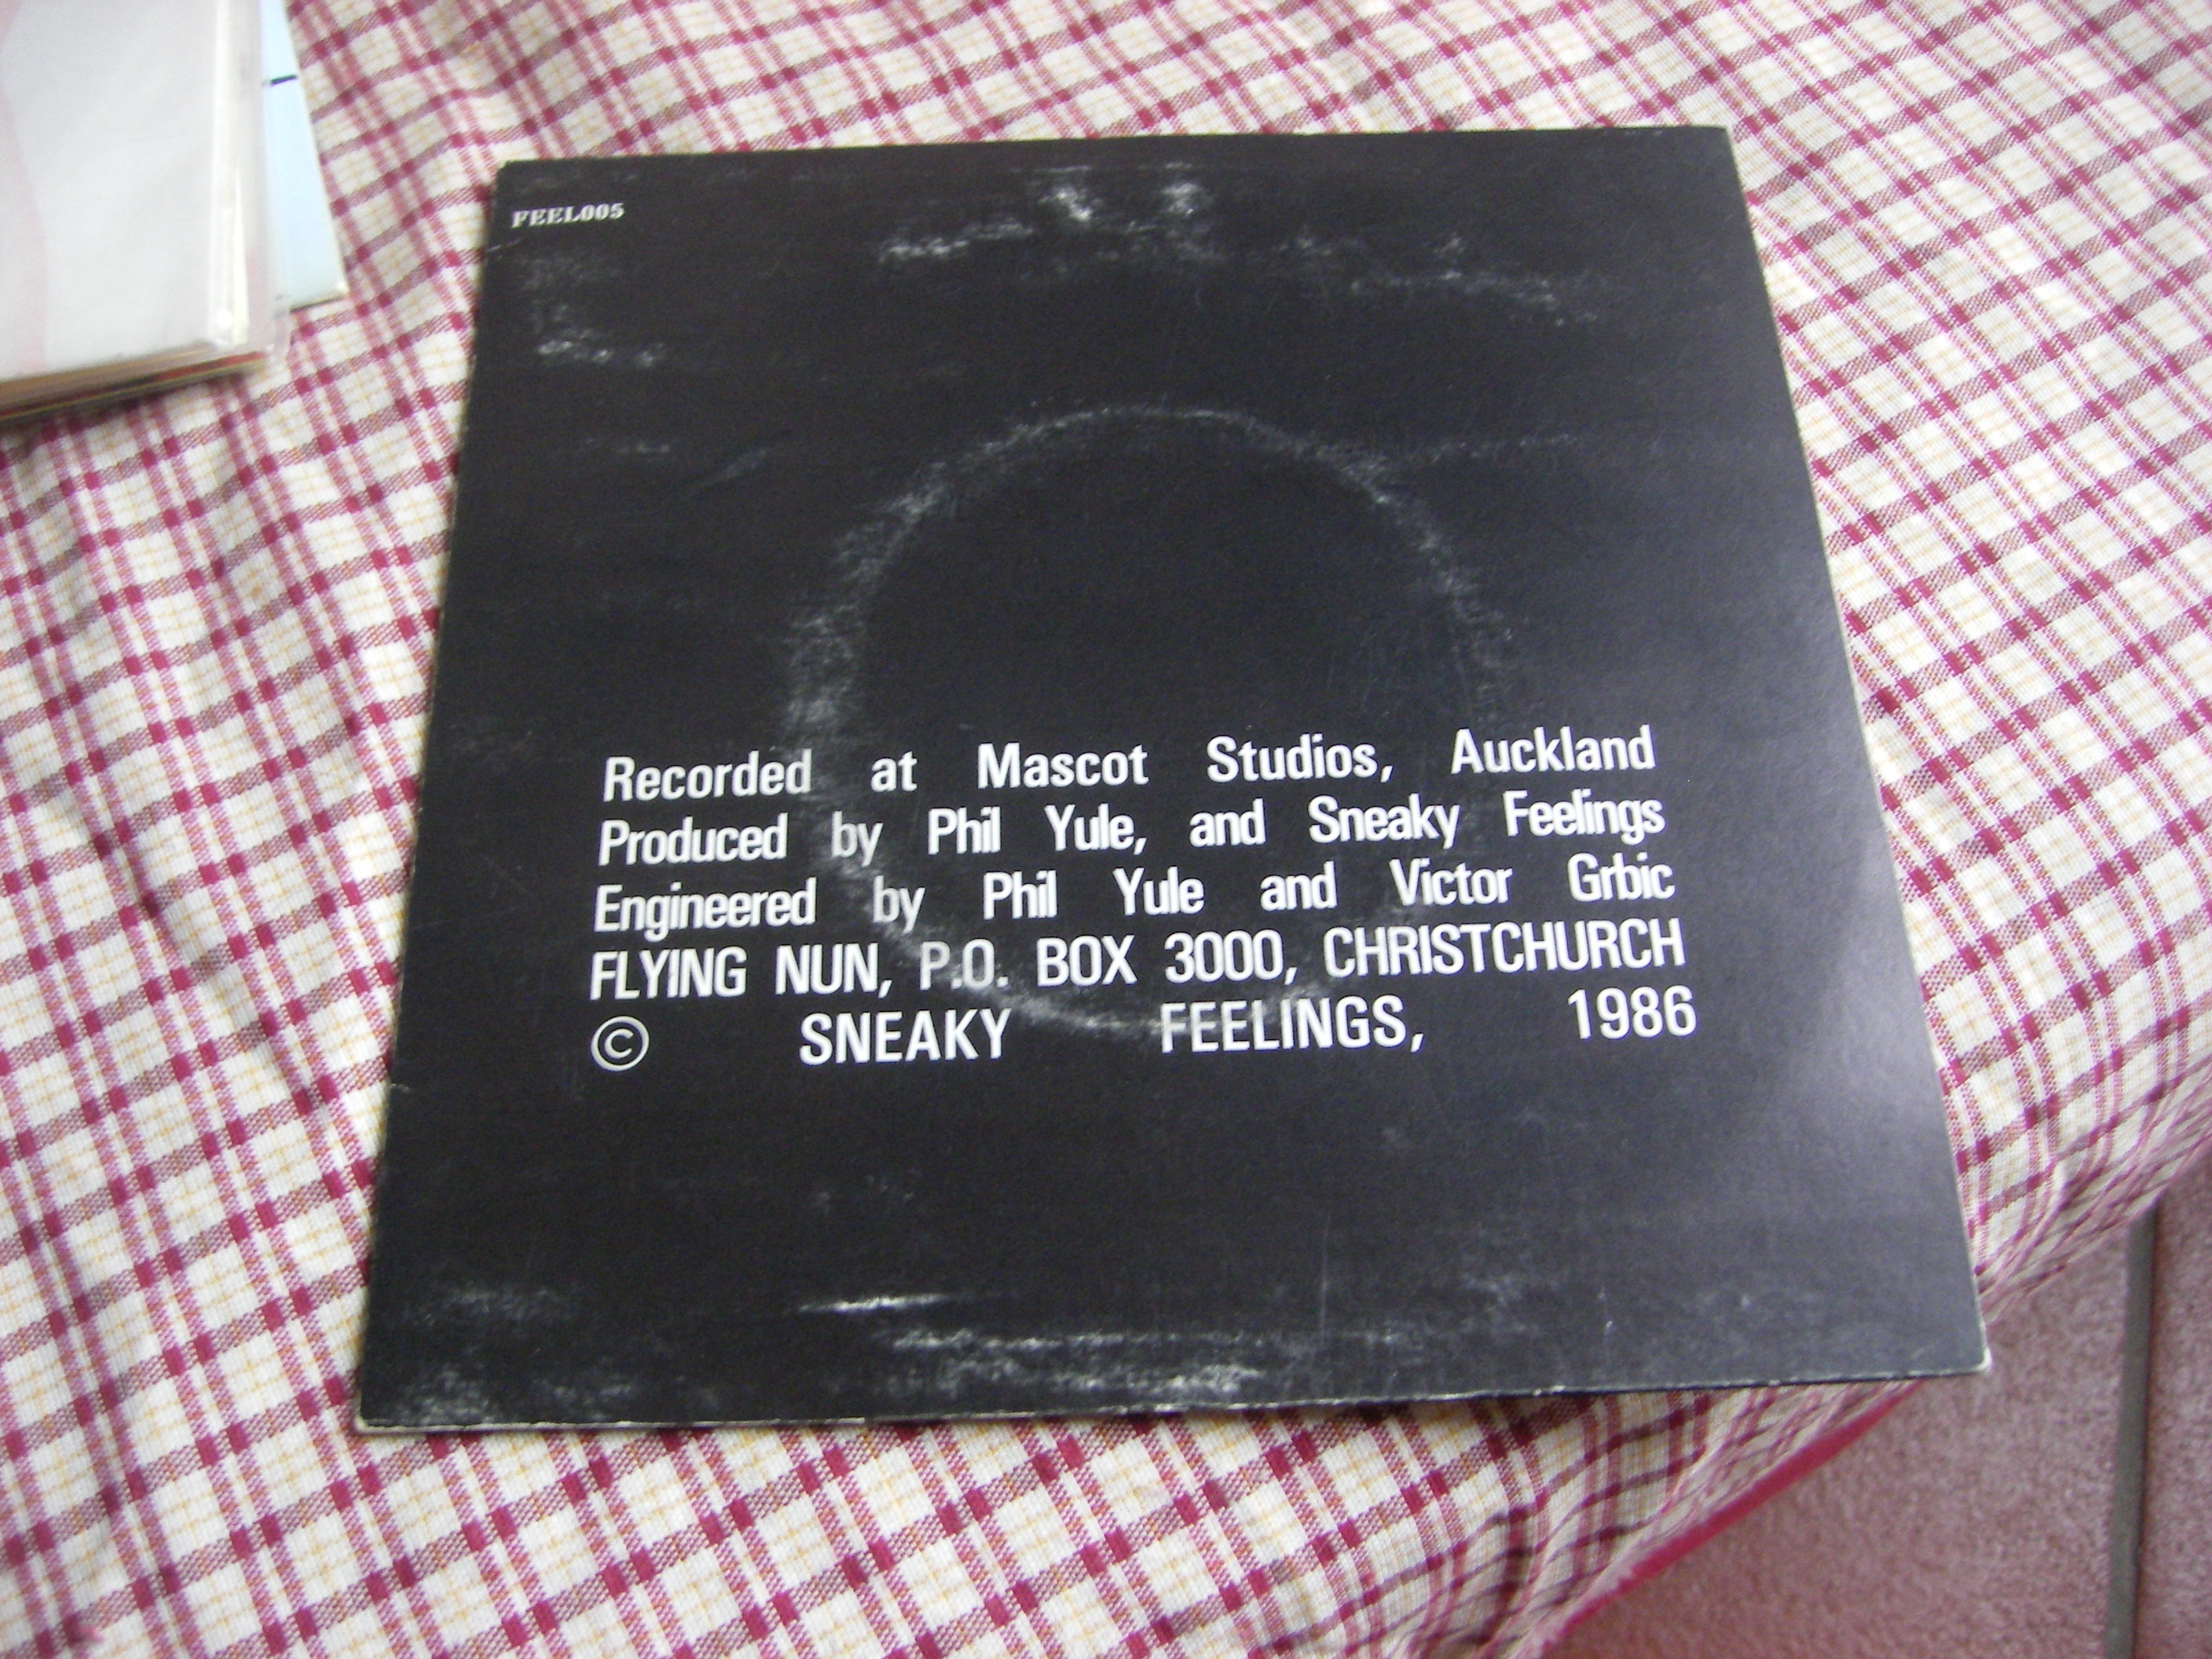 FEEL005
Recorded at Mascot Studios, Auckland
Produced by Phil Yule, and Sneaky Feelings
Engineered by Phil Yule and Victor Grbic
FLYING NUN, P.O. BOX 3000, CHRISTCHURCH
© SNEAKY FEELINGS, 1986